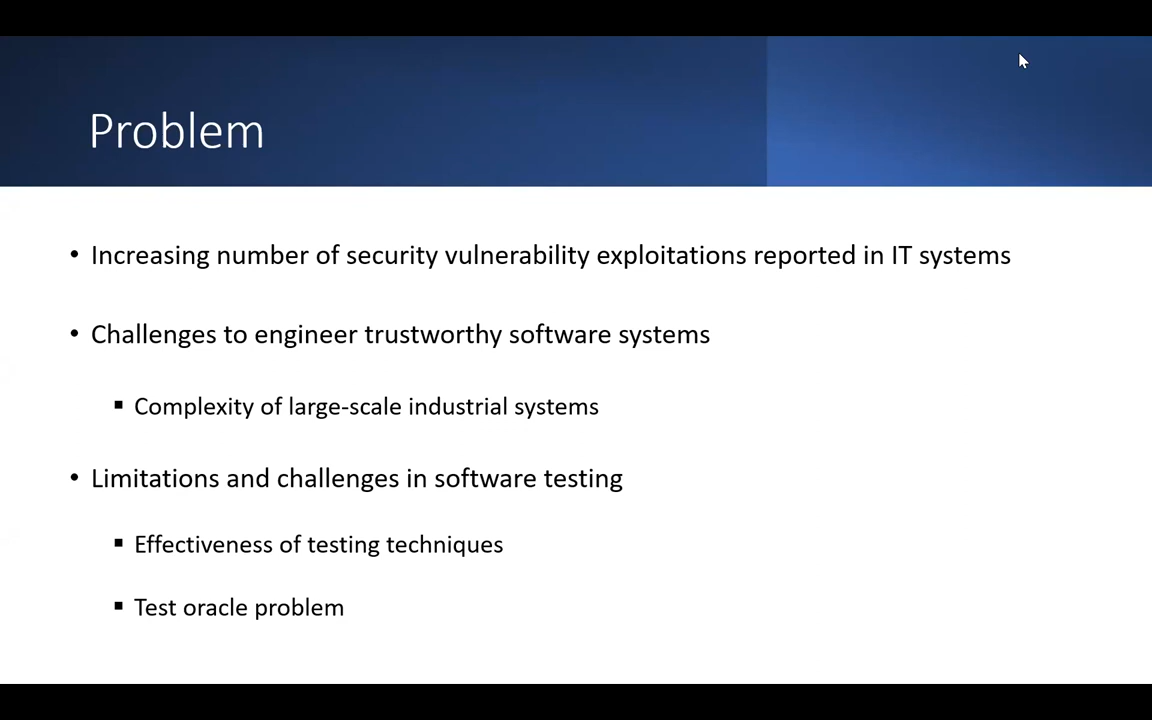 Problem
• Increasing number of security vulnerability exploitations reported in IT systems
• Challenges to engineer trustworthy software systems
▪ Complexity of large-scale industrial systems
• Limitations and challenges in software testing
▪ Effectiveness of testing techniques
▪ Test oracle problem